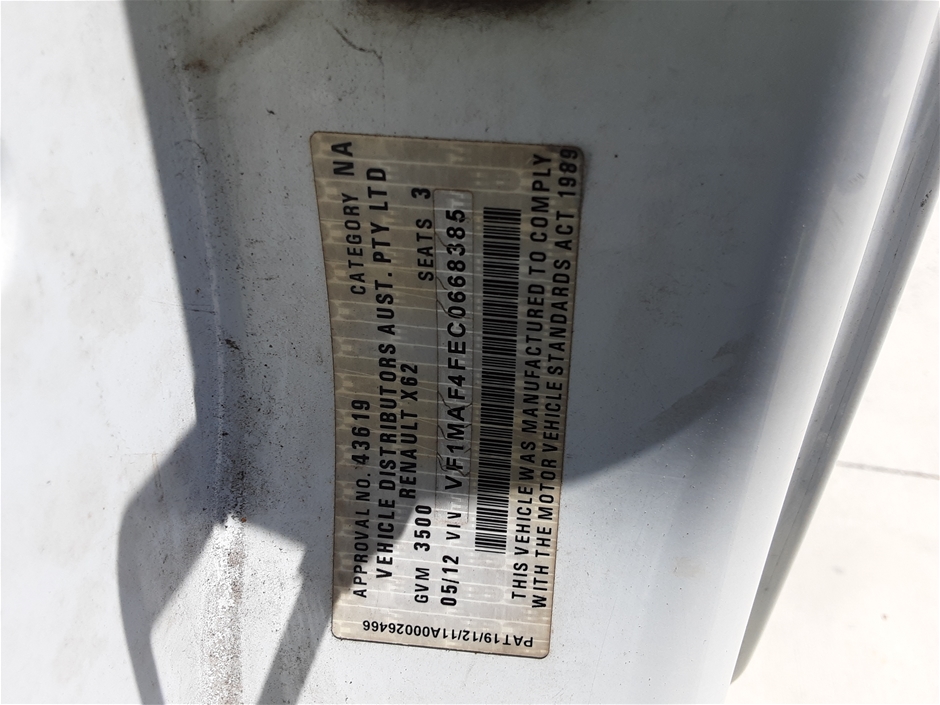 APPROVAL NO. 43619 CATEGORY NA
VEHICLE DISTRIBUTORS AUST. PTY LTD
RENAULT X62
GVM 3500 SEATS 3
05/12 VIN VF1MAF4FEC0668385
THIS VEHICLE WAS MANUFACTURED TO COMPLY
WITH THE MOTOR VEHICLE STANDARDS ACT 1989
PAT19/12/11A00026466